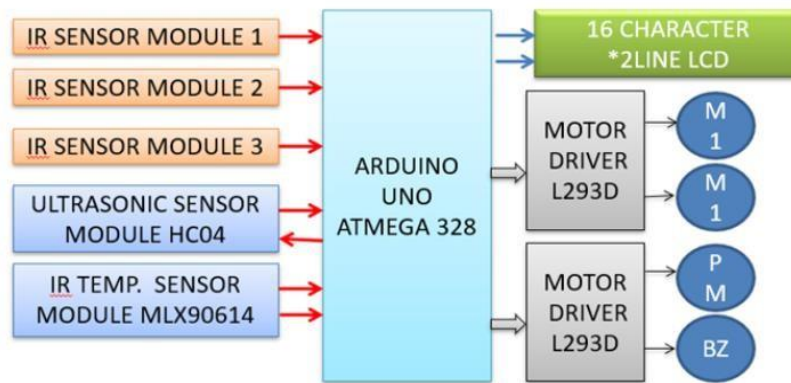 IR SENSOR MODULE 1
IR SENSOR MODULE 2
IR SENSOR MODULE 3
ULTRASONIC SENSOR
MODULE HC04
IR TEMP. SENSOR
MODULE MLX90614
ARDUINO
UNO
ATMEGA 328
16 CHARACTER
*2LINE LCD
MOTOR
DRIVER
L293D
M
1
M
1
MOTOR
DRIVER
L293D
P
M
BZ